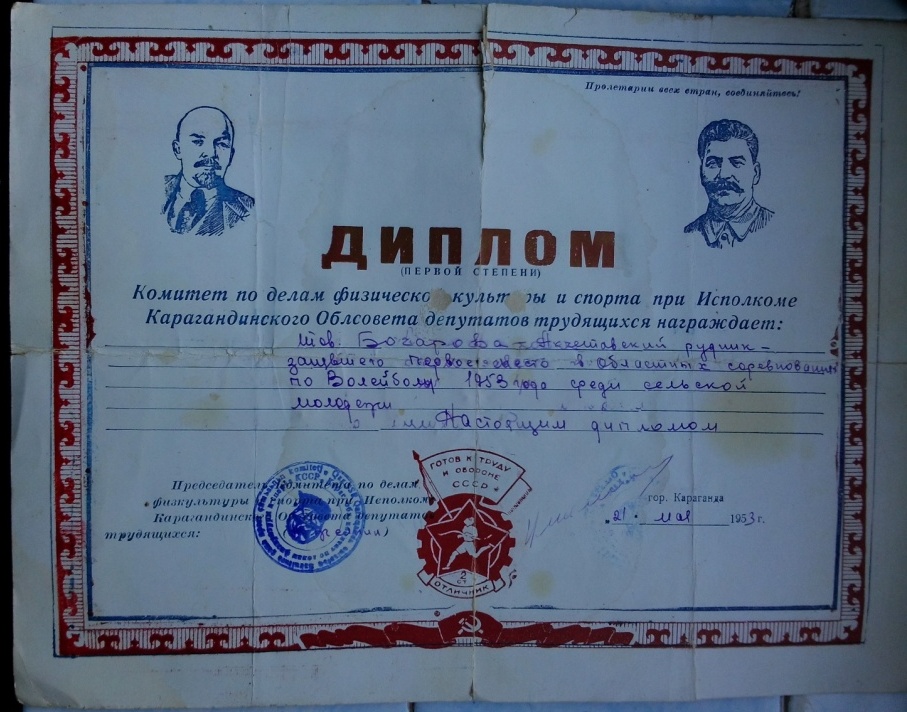 Пролетарии всех стран, соединяйтесь!
ДИПЛОМ
(ПЕРВОЙ СТЕПЕНИ)
Комитет по делам физической культуры и спорта при Исполкоме
Карагандинского Облсовета депутатов трудящихся награждает:
тов. рудник-
занявшего первое место в Областных соревнованиях
по Волейболу 1953 года среди сельской
молодежи
Настоящим дипломом
ГОТОВ К ТРУДУ
И ОБОРОНЕ
СССР
Председатель Комитета по делам
физкультуры и спорта при Исполкоме
Карагандинского Облсовета депутатов
трудящихся:
гор. Караганда
"21" мая 1953 г.
2
СТ.
ОТЛИЧНИК